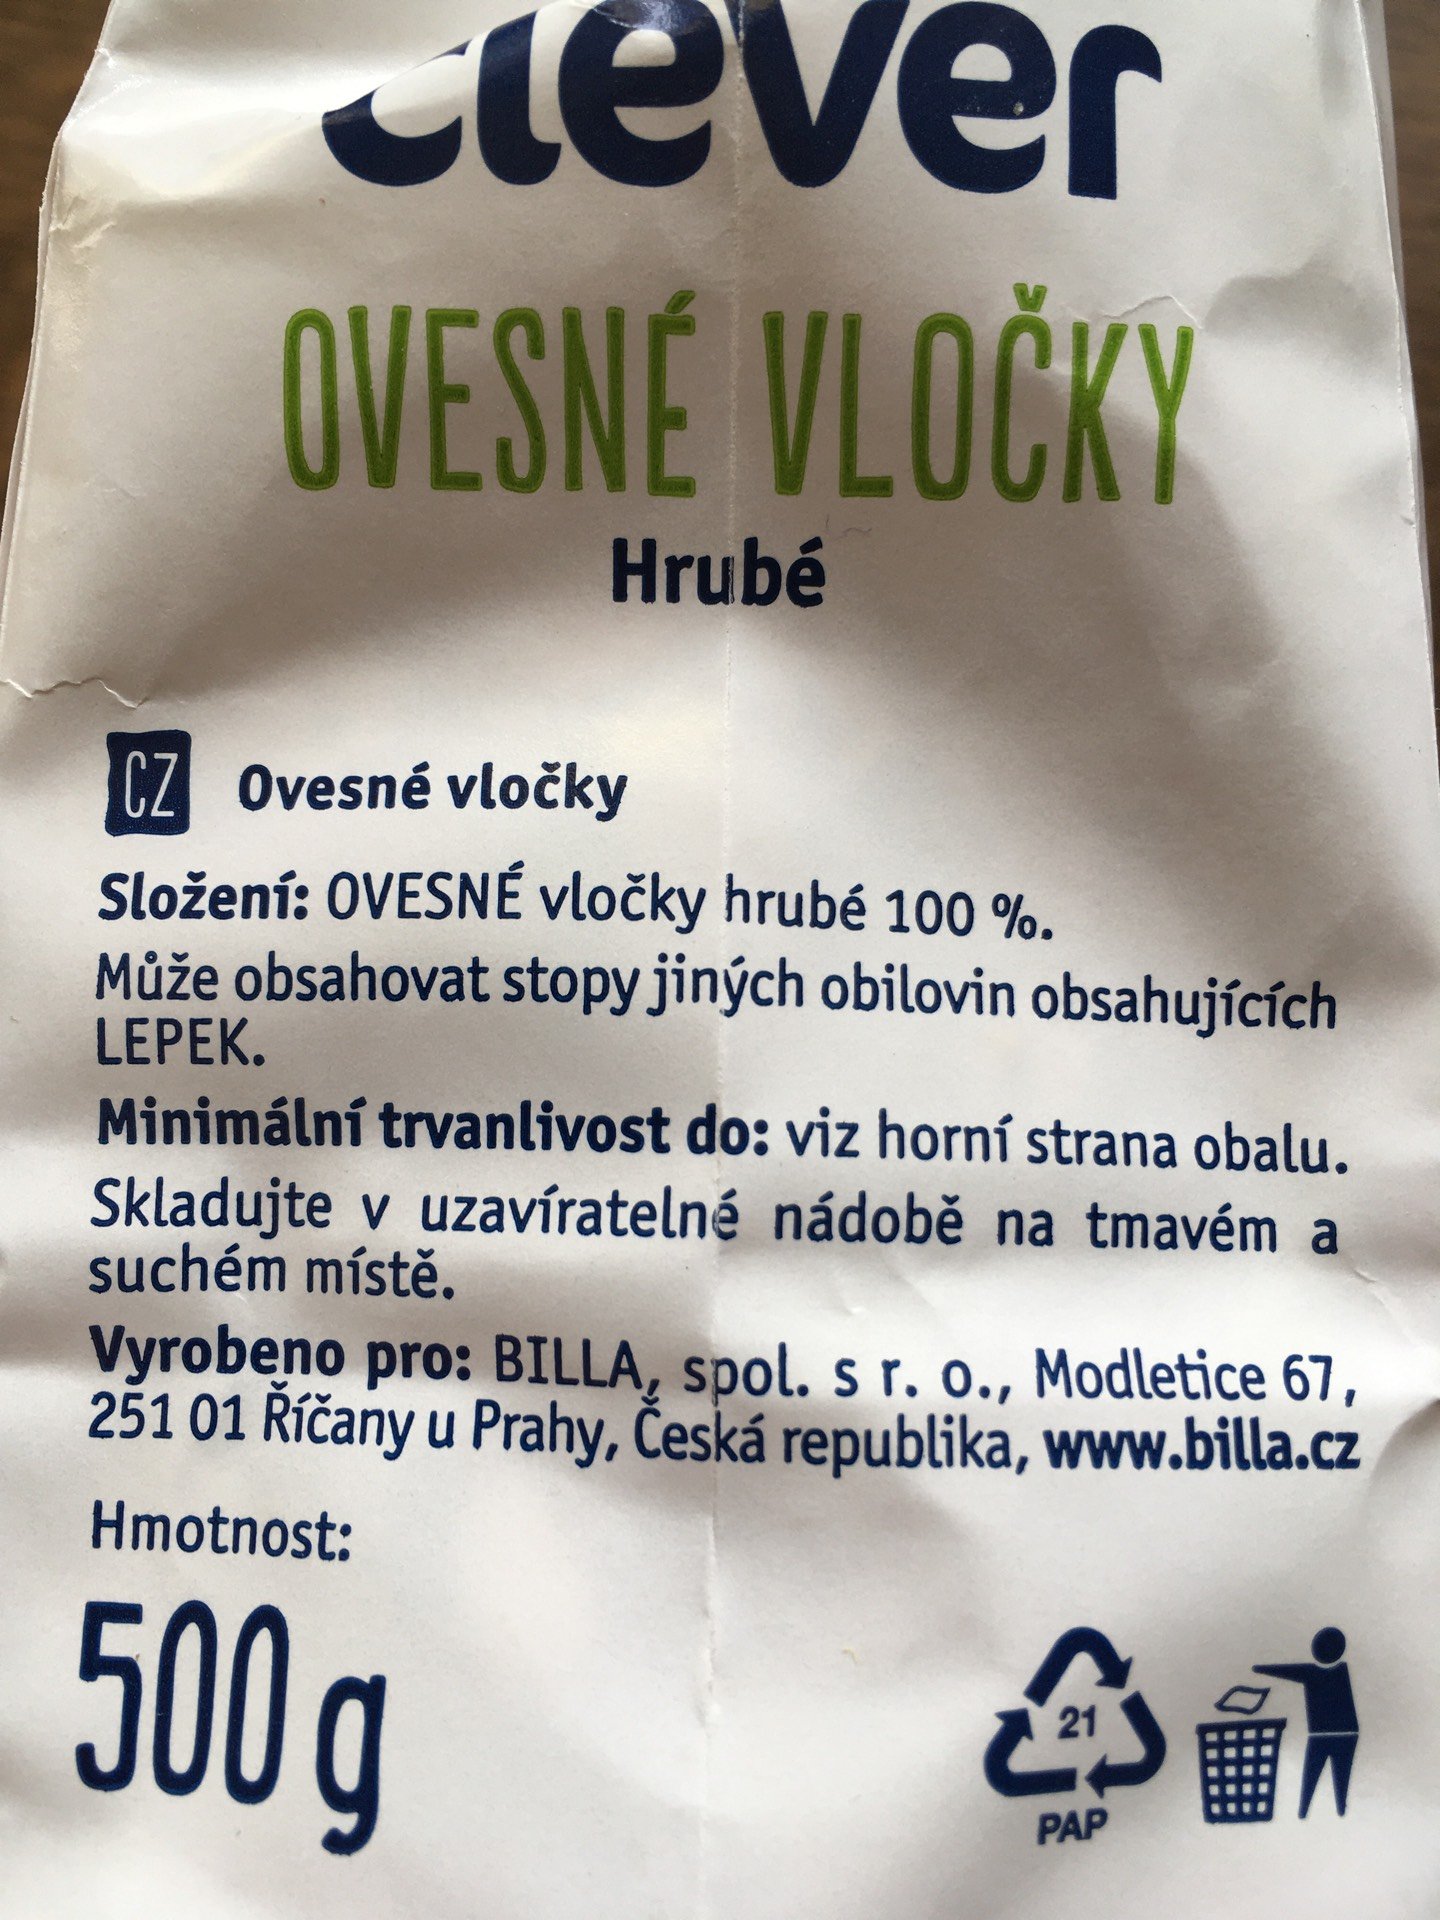 clever
OVESNÉ VLOČKY
Hrubé
CZ Ovesné vločky
Složení: OVESNÉ vločky hrubé 100 %.
Může obsahovat stopy jiných obilovin obsahujících
LEPEK.
Minimální trvanlivost do: viz horní strana obalu.
Skladujte v uzavíratelné nádobě na tmavém a
suchém místě.
Vyrobeno pro: BILLA, spol. s r. o., Modletice 67,
251 01 Říčany u Prahy, Česká republika, www.billa.cz
Hmotnost:
500 g
21
PAP